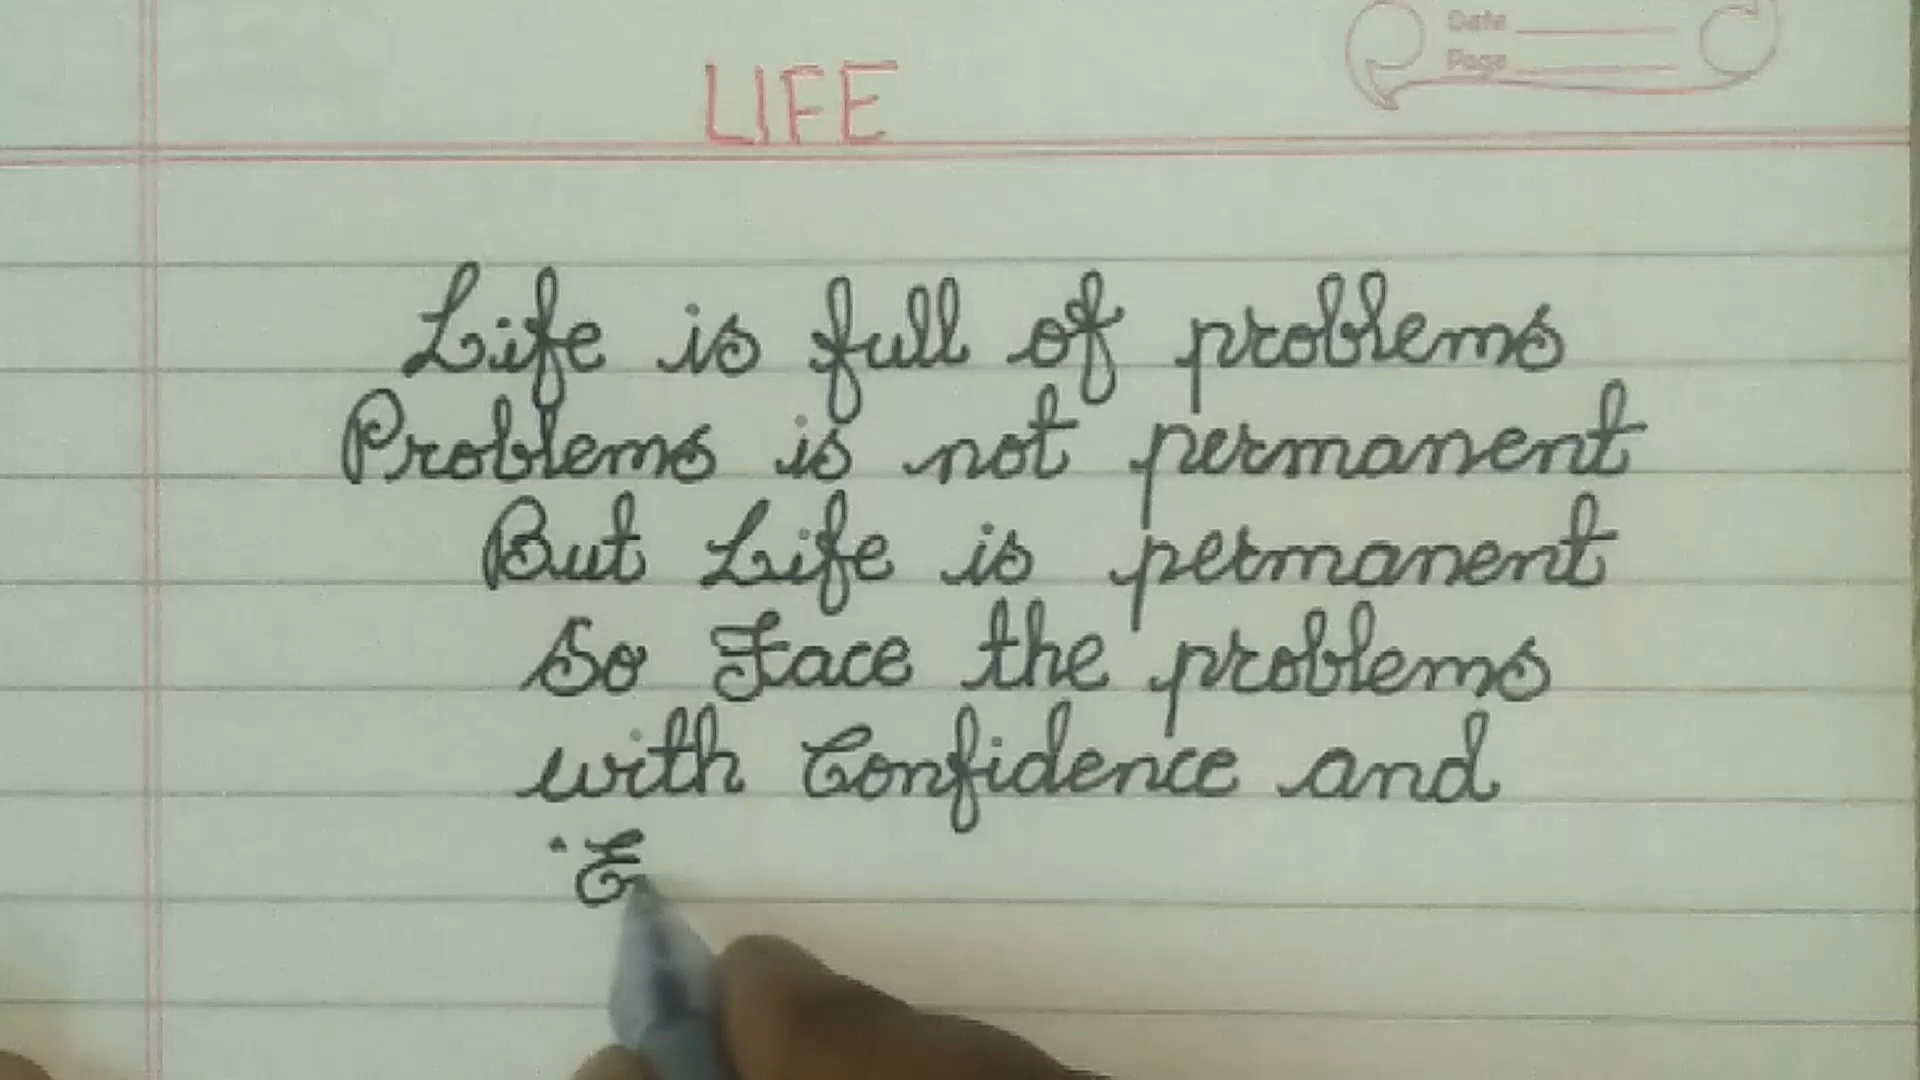 Date
Page
LIFE
Life is full of problems
Problems is not permanent
But Life is permanent
So Face the problems
with Confidence and
"E